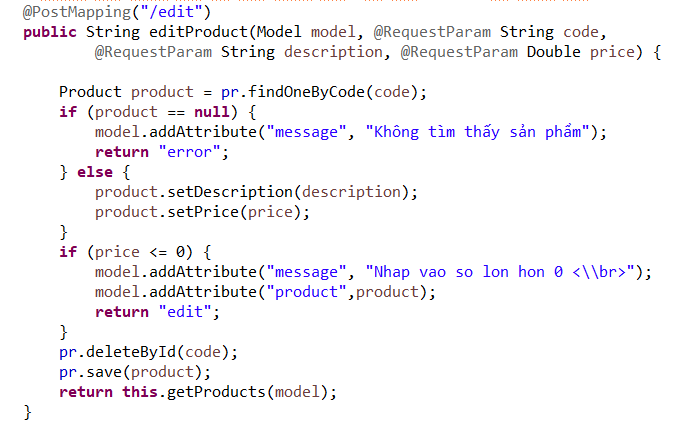 @PostMapping("/edit")
public String editProduct(Model model, @RequestParam String code,
        @RequestParam String description, @RequestParam Double price) {

    Product product = pr.findOneByCode(code);
    if (product == null) {
        model.addAttribute("message", "Không tìm thấy sản phẩm");
        return "error";
    } else {
        product.setDescription(description);
        product.setPrice(price);
    }
    if (price <= 0) {
        model.addAttribute("message", "Nhap vao so lon hon 0 <\\br>");
        model.addAttribute("product",product);
        return "edit";
    }
    pr.deleteById(code);
    pr.save(product);
    return this.getProducts(model);
}